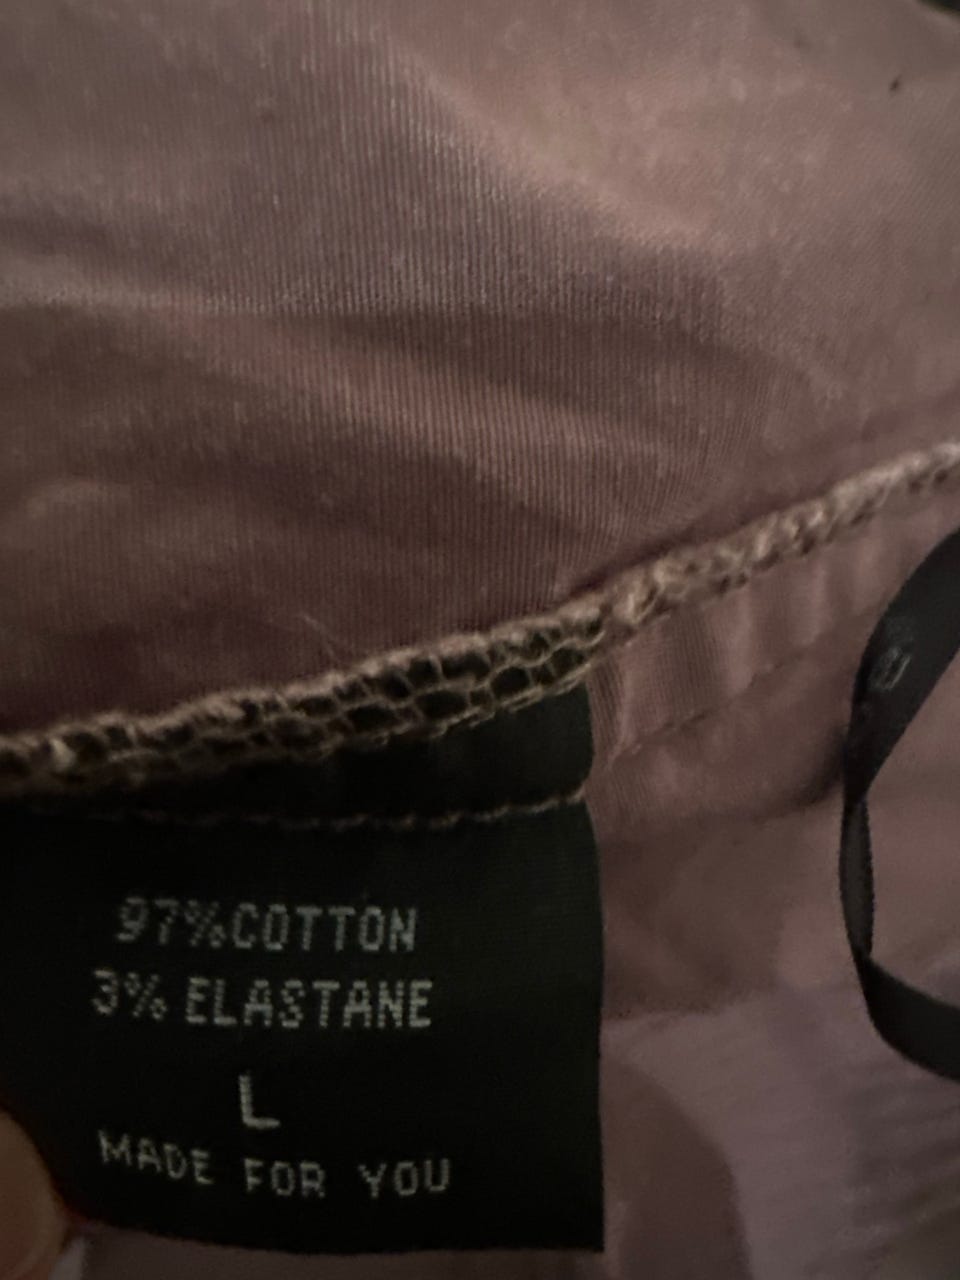 97%COTTON
3% ELASTANE
L
MADE FOR YOU